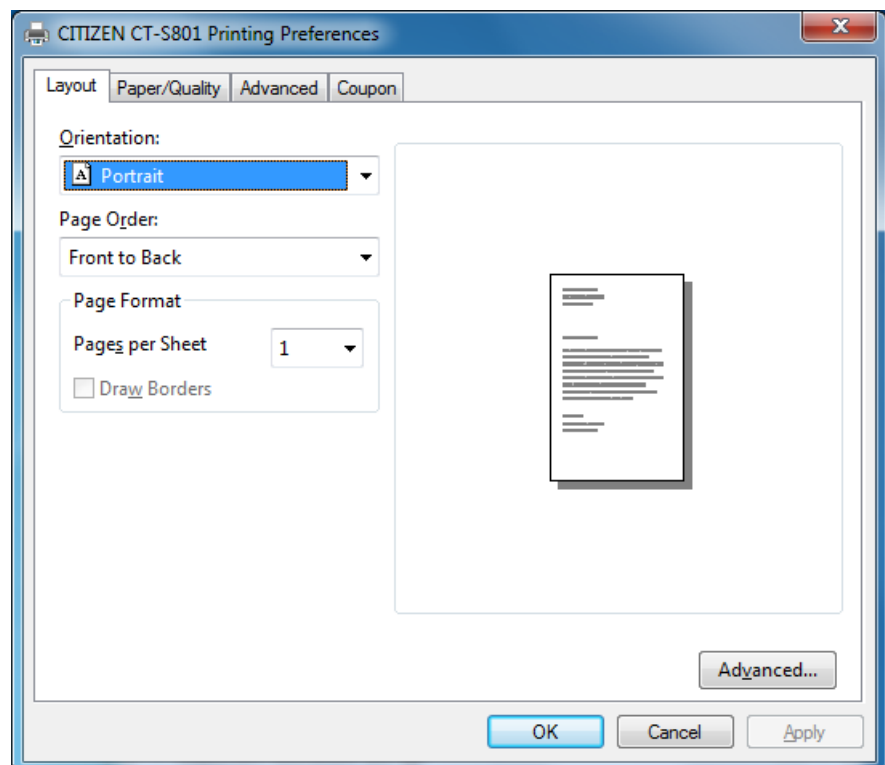 CITIZEN CT-S801 Printing Preferences
Layout Paper/Quality Advanced Coupon
Orientation:
A Portrait
Page Order:
Front to Back
Page Format
Pages per Sheet 1
Draw Borders
Advanced...
OK Cancel Apply